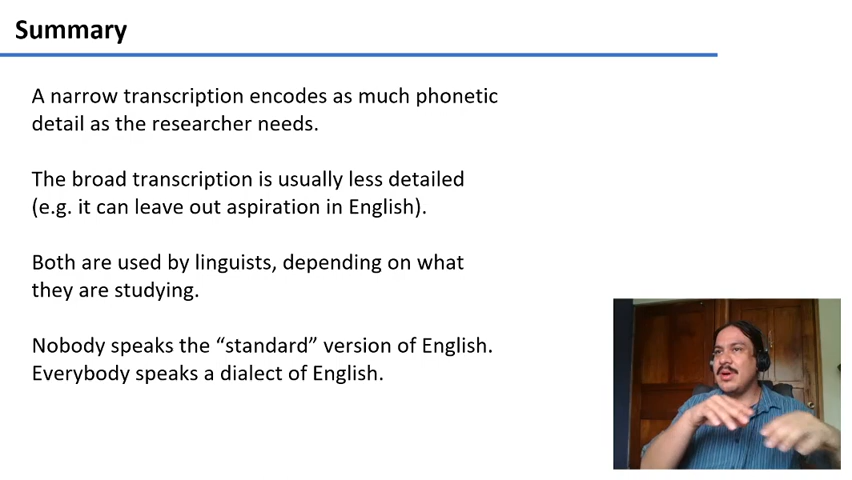 Summary
A narrow transcription encodes as much phonetic
detail as the researcher needs.
The broad transcription is usually less detailed
(e.g. it can leave out aspiration in English).
Both are used by linguists, depending on what
they are studying.
Nobody speaks the “standard” version of English.
Everybody speaks a dialect of English.